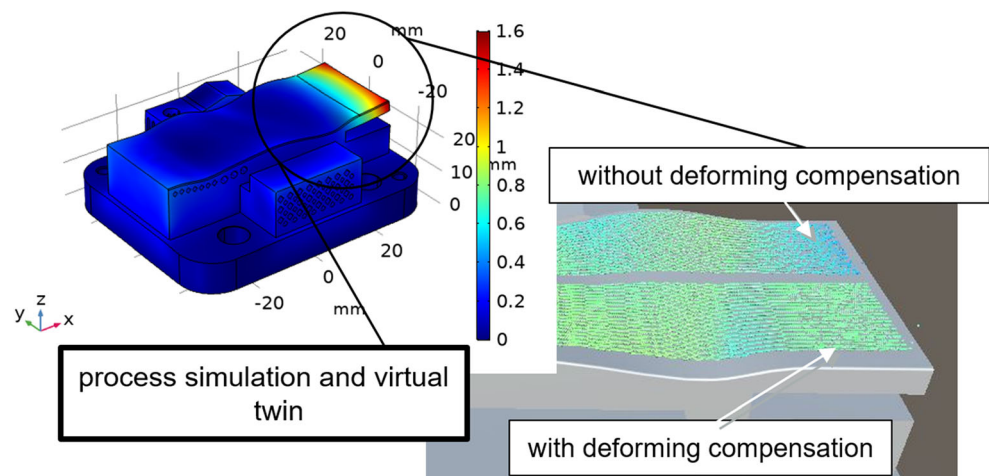 20
mm
0
-20
1.6
1.4
1.2
1
0.8
0.6
0.4
0.2
0
20
10
mm
0
20
0
mm
-20
z
y
x
without deforming compensation
process simulation and virtual
twin
with deforming compensation